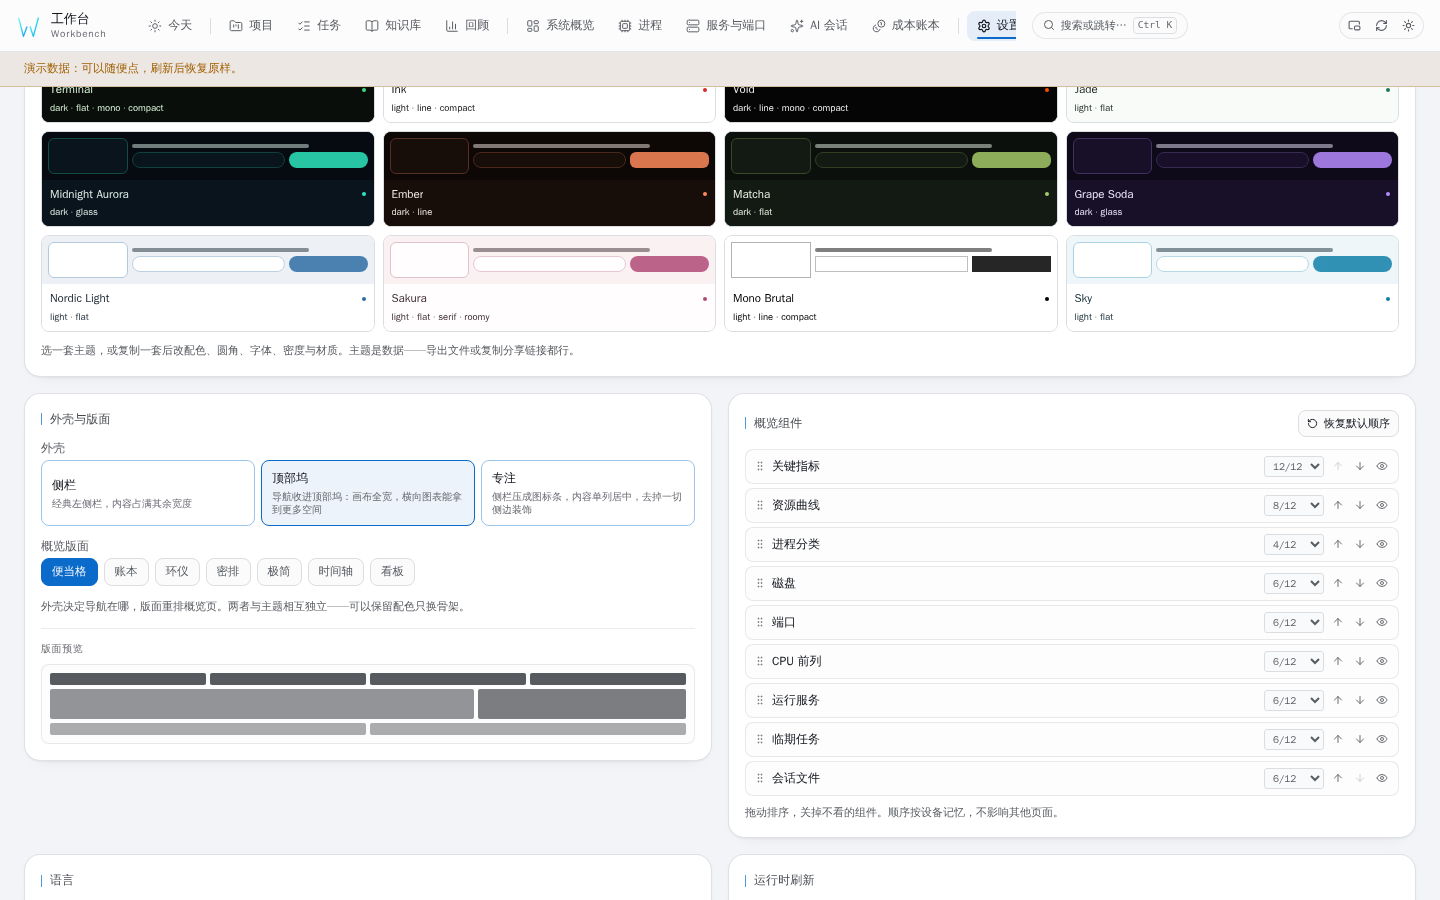 工作台
Workbench
今天
项目
任务
知识库
回顾
系统概览
进程
服务与端口
AI 会话
成本账本
设置
搜索或跳转…
Ctrl K
演示数据：可以随便点，刷新后恢复原样。
Terminal
dark · flat · mono · compact
Ink
light · line · compact
Void
dark · line · mono · compact
Jade
light · flat
Midnight Aurora
dark · glass
Ember
dark · line
Matcha
dark · flat
Grape Soda
dark · glass
Nordic Light
light · flat
Sakura
light · flat · serif · roomy
Mono Brutal
light · line · compact
Sky
light · flat
选一套主题，或复制一套后改配色、圆角、字体、密度与材质。主题是数据——导出文件或复制分享链接都行。
外壳与版面
外壳
侧栏
经典左侧栏，内容占满其余宽度
顶部坞
导航收进顶部坞：画布全宽，横向图表能拿
到更多空间
专注
侧栏压成图标条，内容单列居中，去掉一切
侧边装饰
概览版面
便当格
账本
环仪
密排
极简
时间轴
看板
外壳决定导航在哪，版面重排概览页。两者与主题相互独立——可以保留配色只换骨架。
版面预览
概览组件
恢复默认顺序
关键指标
12/12
资源曲线
8/12
进程分类
4/12
磁盘
6/12
端口
6/12
CPU 前列
6/12
运行服务
6/12
临期任务
6/12
会话文件
6/12
拖动排序，关掉不看的组件。顺序按设备记忆，不影响其他页面。
语言
运行时刷新